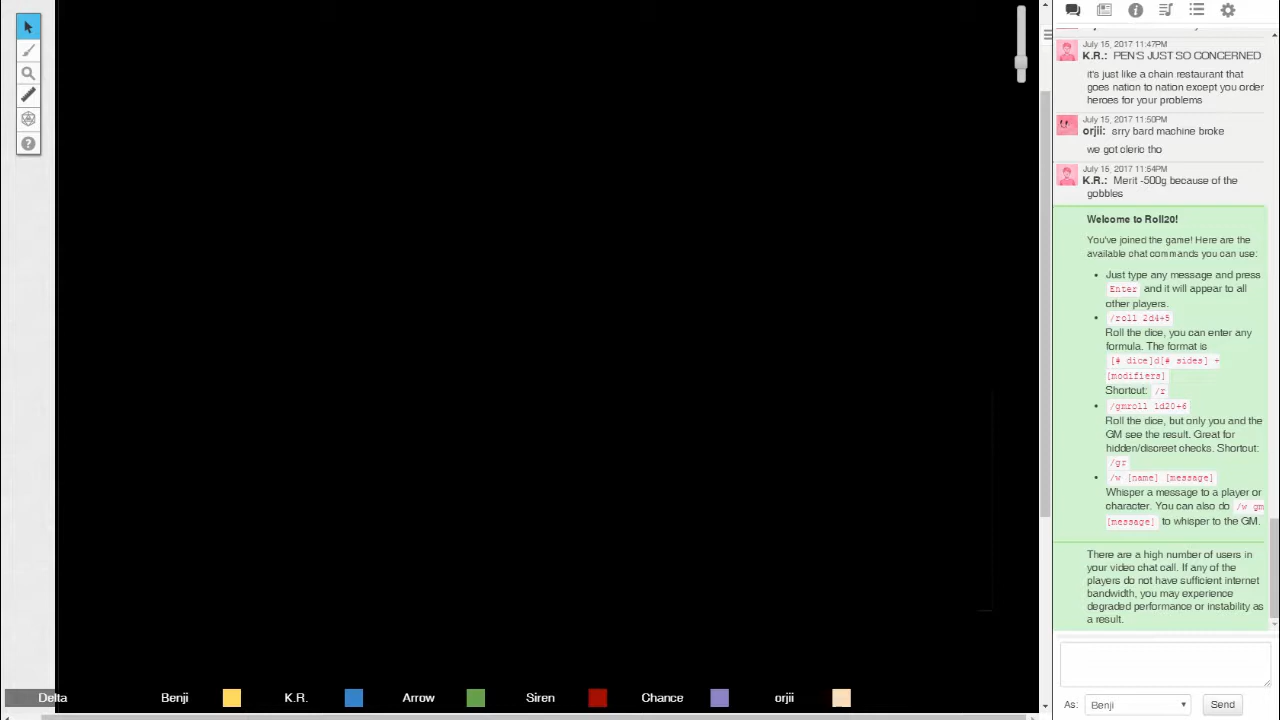 July 15, 2017 11:47PM
K.R.: PEN'S JUST SO CONCERNED
it's just like a chain restaurant that
goes nation to nation except you order
heroes for your problems
July 15, 2017 11:50PM
orjii: srry bard machine broke
we got cleric tho
July 15, 2017 11:54PM
K.R.: Merit -500g because of the
gobbles
Welcome to Roll20!
You've joined the game! Here are the
available chat commands you can use:
• Just type any message and press
Enter and it will appear to all
other players.
• /roll 2d4+5
Roll the dice, you can enter any
formula. The format is
[# dice]d[# sides] +
[modifiers]
Shortcut: /r
• /gmroll 1d20+6
Roll the dice, but only you and the
GM see the result. Great for
hidden/discreet checks. Shortcut:
/gr
• /w [name] [message]
Whisper a message to a player or
character. You can also do /w gm
[message] to whisper to the GM.
There are a high number of users in
your video chat call. If any of the
players do not have sufficient internet
bandwidth, you may experience
degraded performance or instability as
a result.
As: Benji Send
Delta Benji K.R. Arrow Siren Chance orjii